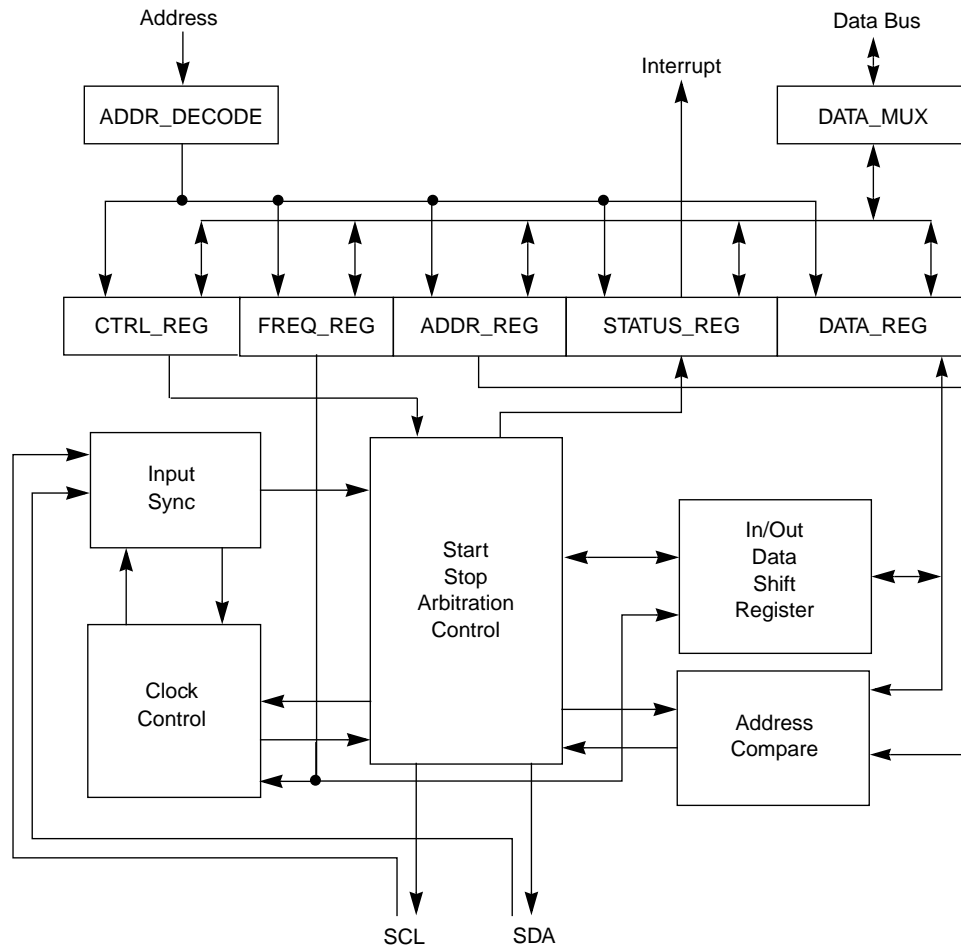 Address
Data Bus
Interrupt
ADDR_DECODE
DATA_MUX
CTRL_REG
FREQ_REG
ADDR_REG
STATUS_REG
DATA_REG
Input
Sync
Start
Stop
Arbitration
Control
In/Out
Data
Shift
Register
Clock
Control
Address
Compare
SCL
SDA